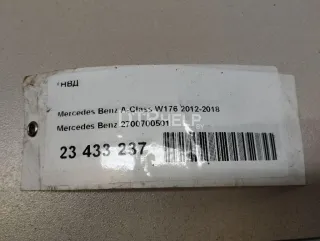 ТНВД
Mercedes Benz A-Class W176 2012-2018
Mercedes Benz 2700700501
23 433 237